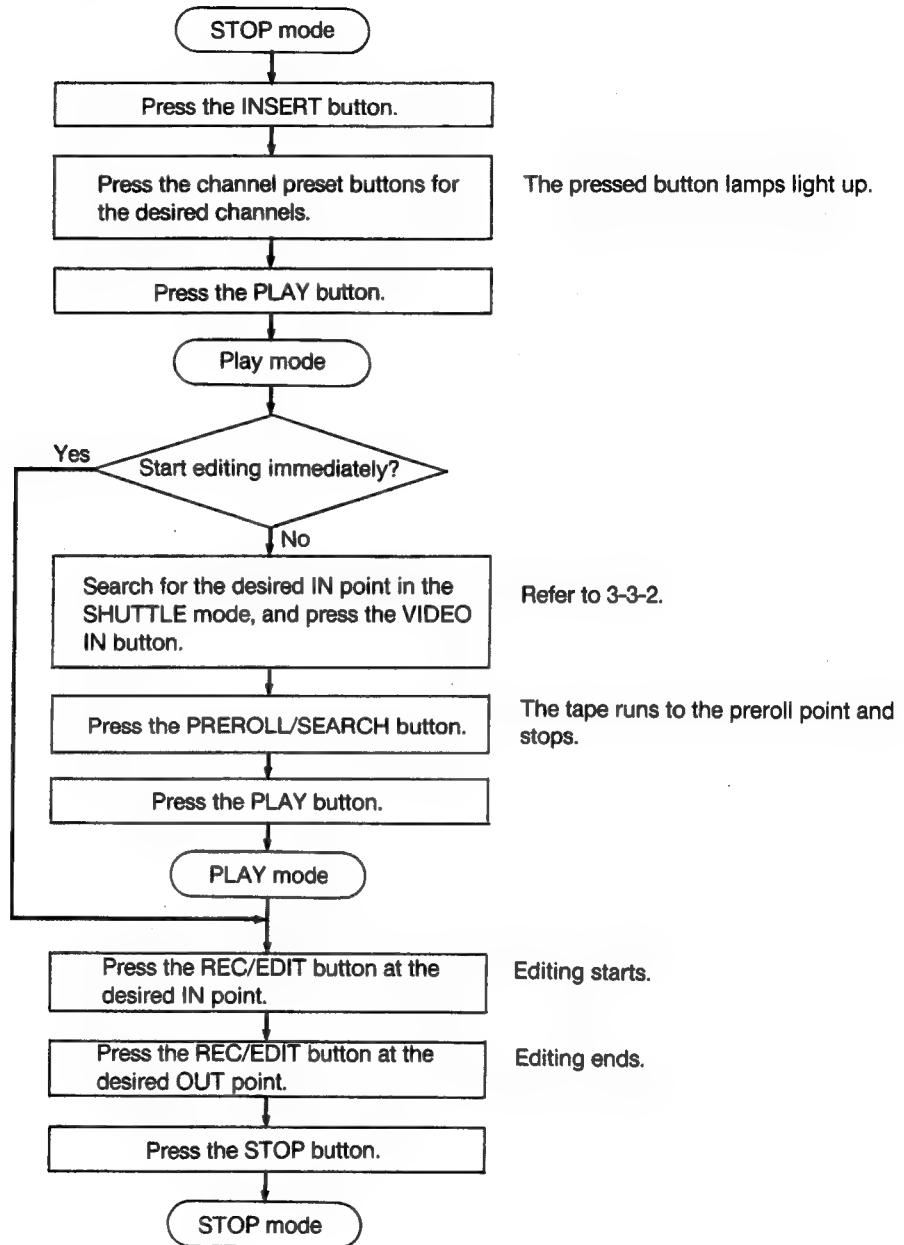 STOP mode
Press the INSERT button.
Press the channel preset buttons for
the desired channels.
The pressed button lamps light up.
Press the PLAY button.
Play mode
Start editing immediately?
Yes
No
Search for the desired IN point in the
SHUTTLE mode, and press the VIDEO
IN button.
Refer to 3-3-2.
Press the PREROLL/SEARCH button.
The tape runs to the preroll point and
stops.
Press the PLAY button.
PLAY mode
Press the REC/EDIT button at the
desired IN point.
Editing starts.
Press the REC/EDIT button at the
desired OUT point.
Editing ends.
Press the STOP button.
STOP mode